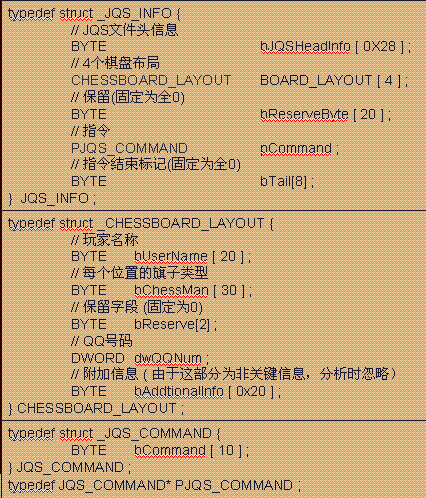 typedef struct _JQS_INFO {
// JQS文件头信息
BYTE bJQSHeadInfo [ 0X28 ] ;
// 4个棋盘布局
CHESSBOARD_LAYOUT BOARD_LAYOUT [ 4 ] ;
// 保留(固定为全0)
BYTE bReserveByte [ 20 ] ;
// 指令
PJQS_COMMAND pCommand ;
// 指令结束标记(固定为全0)
BYTE bTail[8] ;
} JQS_INFO ;
typedef struct _CHESSBOARD_LAYOUT {
// 玩家名称
BYTE bUserName [ 20 ] ;
// 每个位置的旗子类型
BYTE bChessMan [ 30 ] ;
// 保留字段 (固定为0)
BYTE bReserve[2] ;
// QQ号码
DWORD dwQQNum ;
// 附加信息 ( 由于这部分为非关键信息，分析时忽略）
BYTE bAddtionalInfo [ 0x20 ] ;
} CHESSBOARD_LAYOUT ;
typedef struct _JQS_COMMAND {
BYTE bCommand [ 10 ] ;
} JQS_COMMAND ;
typedef JQS_COMMAND* PJQS_COMMAND ;